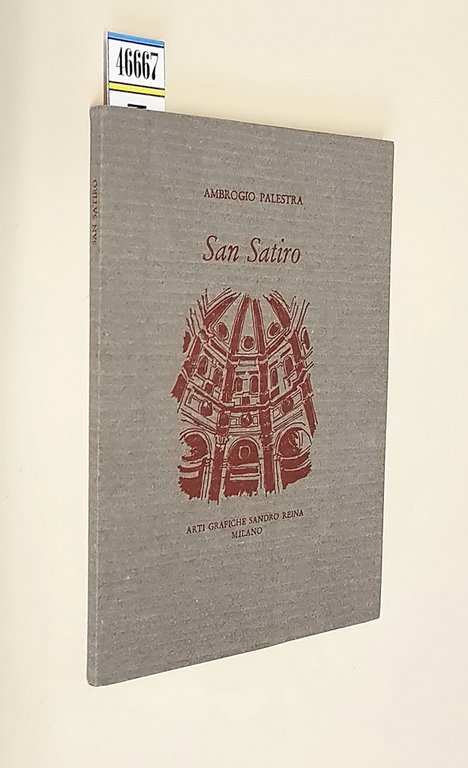 46667
AMBROGIO PALESTRA
San Satiro
ARTI GRAFICHE SANDRO REINA
MILANO
SAN SATIRO